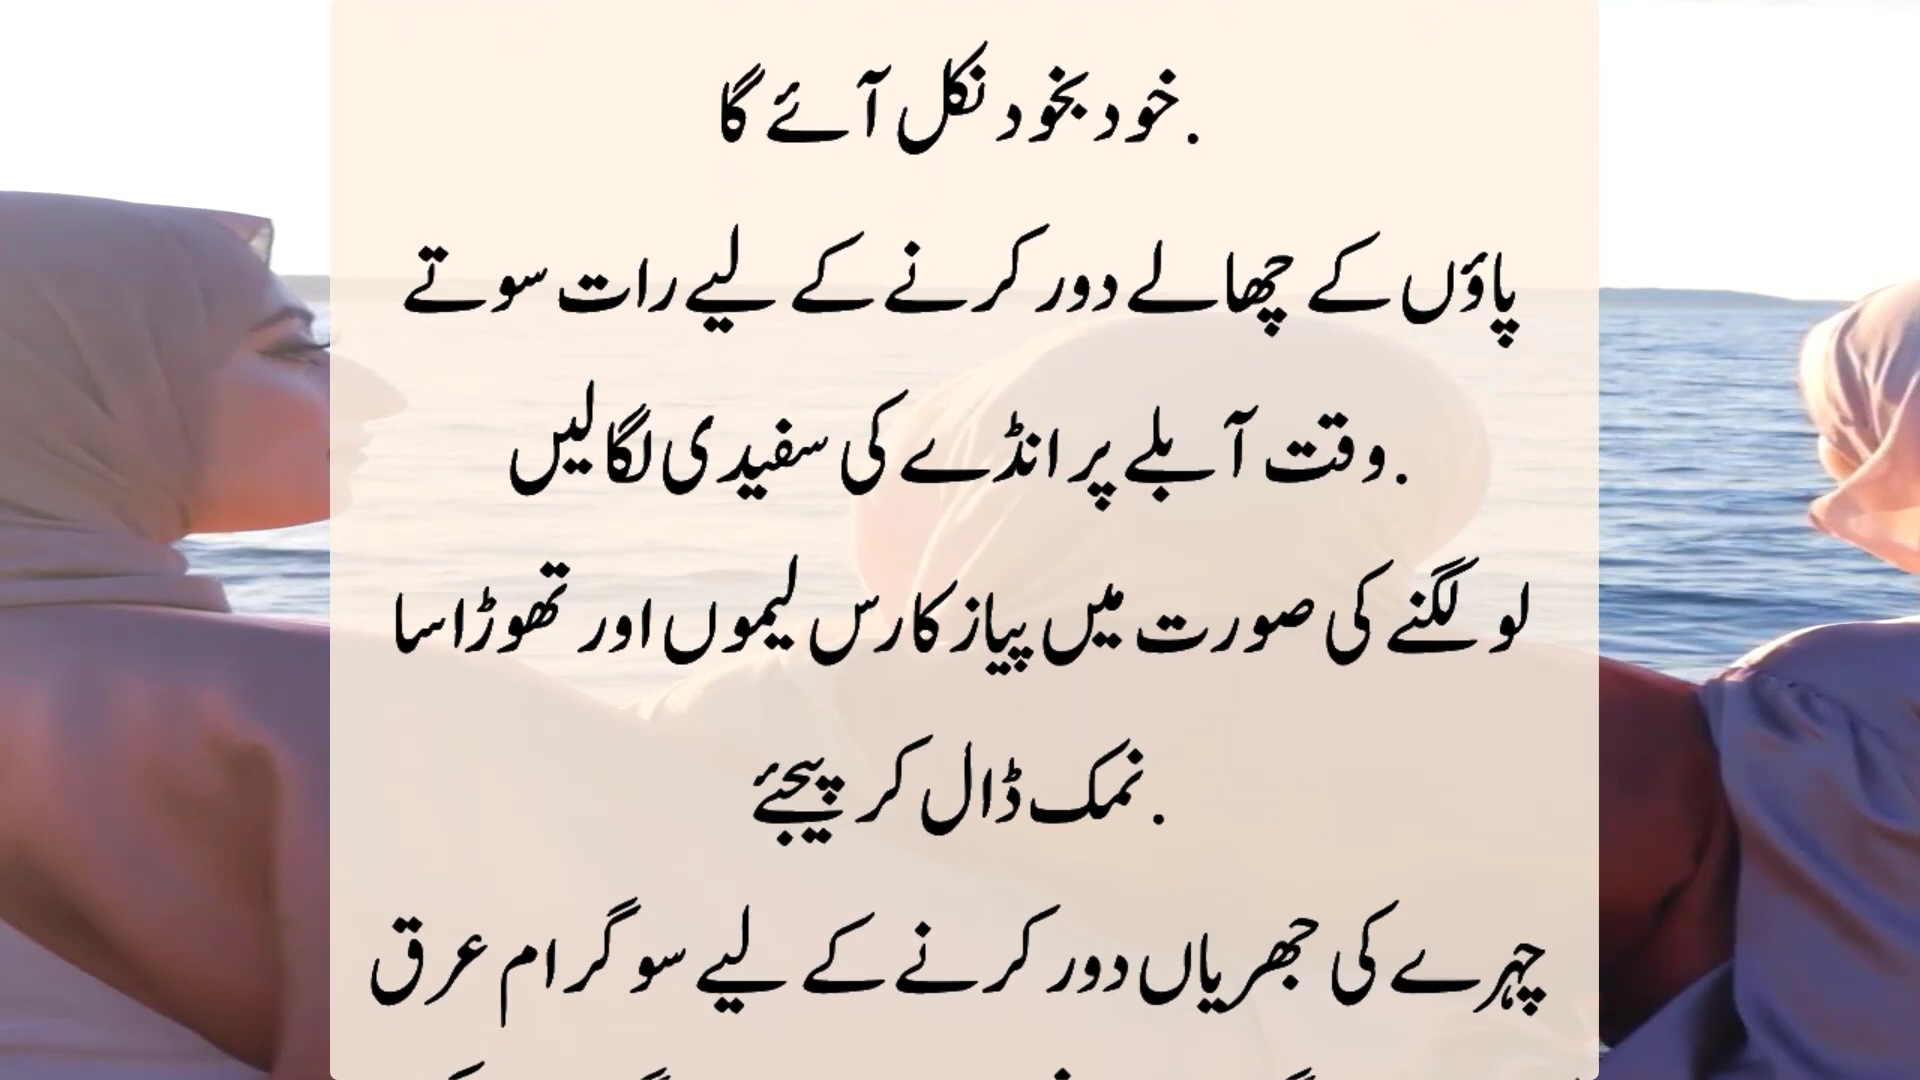 خود بخود نکل آئے گا.
پاؤں کے چھالے دور کرنے کے لیے رات سوتے
وقت آبلے پر انڈے کی سفیدی لگا لیں.
لو لگنے کی صورت میں پیاز کا رس لیموں اور تھوڑا سا
نمک ڈال کر پیجئے.
چہرے کی جھریاں دور کرنے کے لیے سو گرام عرق